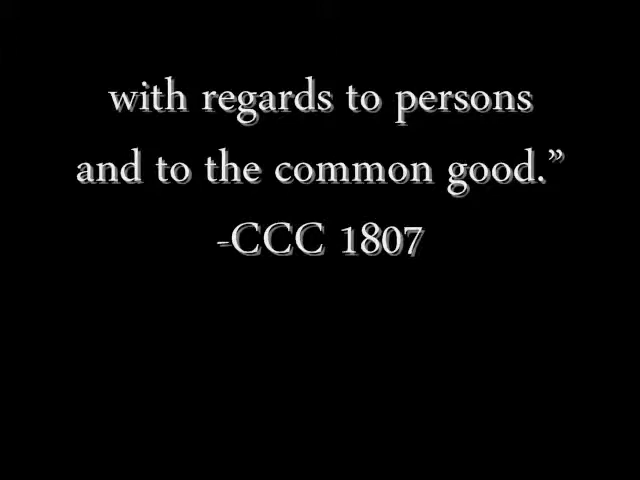 with regards to persons
and to the common good.”
-CCC 1807